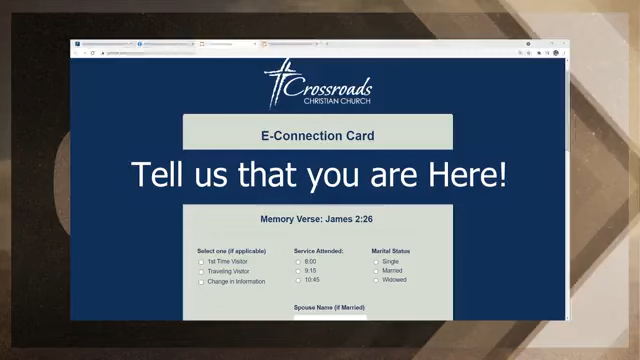 Crossroads
CHRISTIAN CHURCH
E-Connection Card
Tell us that you are Here!
Memory Verse: James 2:26
Select one (if applicable)
1st Time Visitor
Traveling Visitor
Change in Information
Service Attended:
8:00
9:15
10:45
Marital Status
Single
Married
Widowed
Spouse Name (if Married)